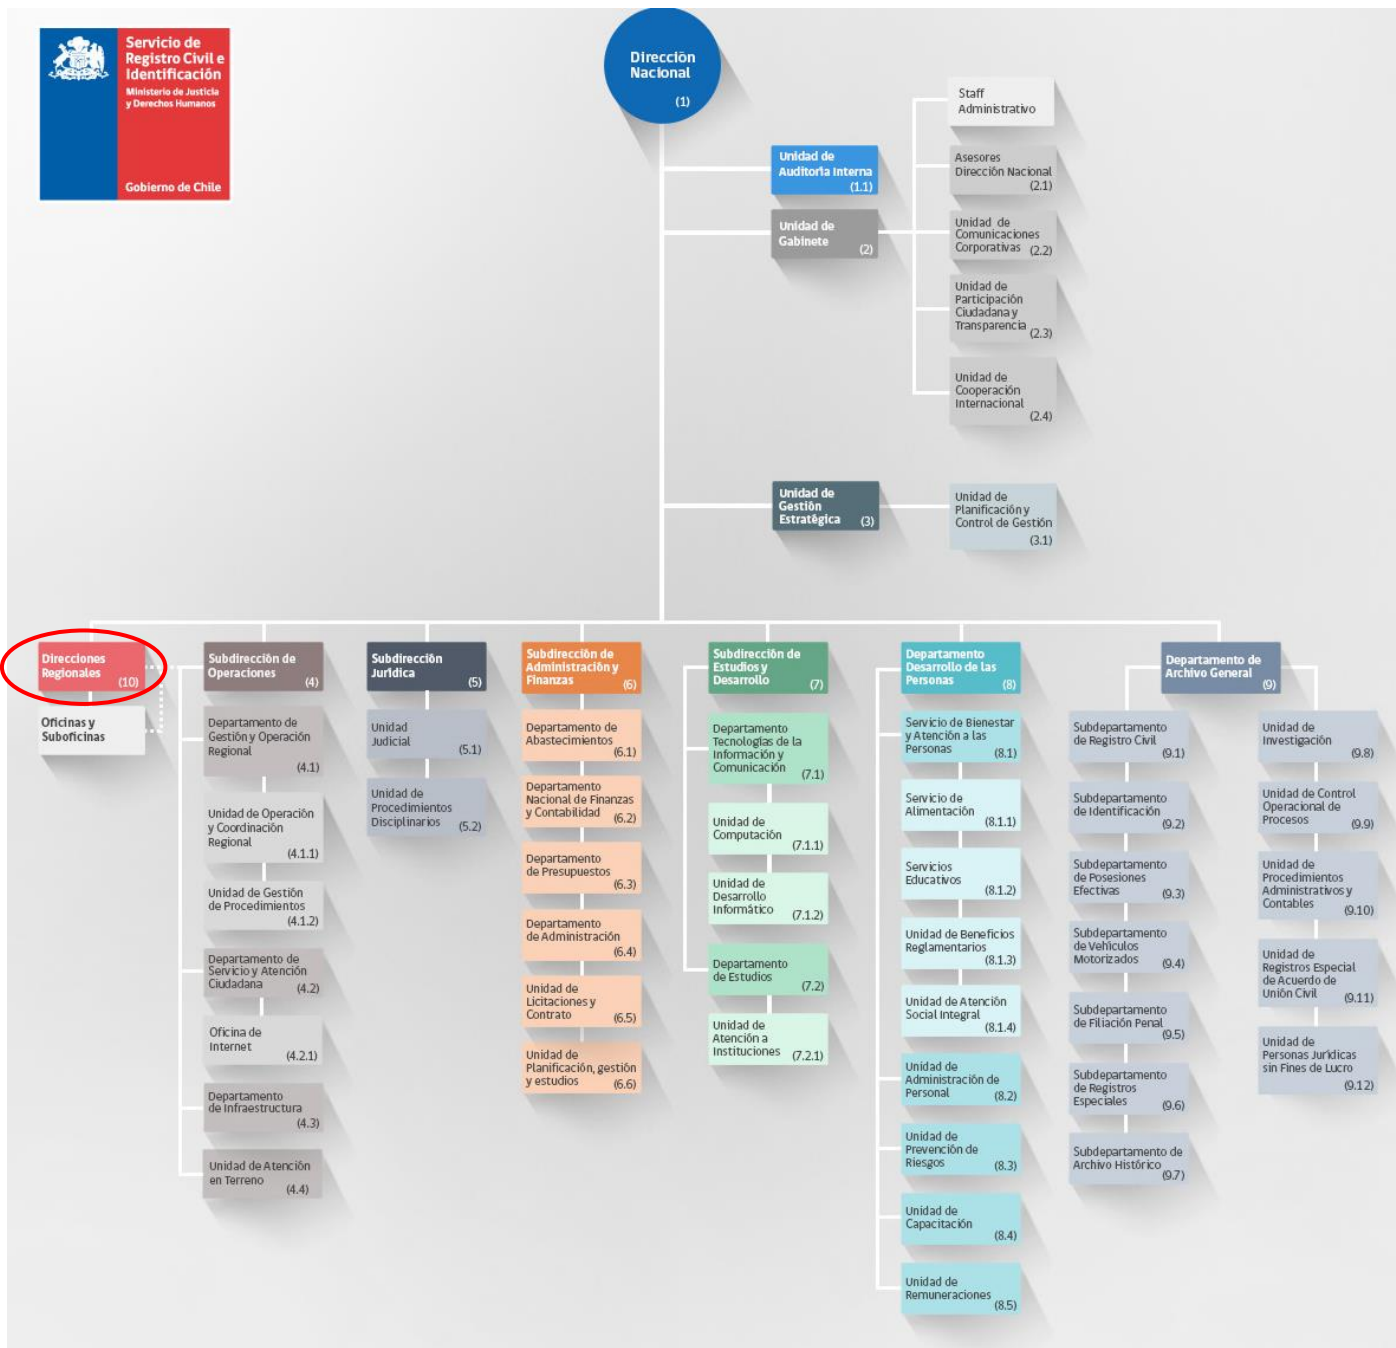 Servicio de
Registro Civil e
Identificación
Ministerio de Justicia
y Derechos Humanos
Gobierno de Chile
Dirección
Nacional
(1)
Staff
Administrativo
Unidad de
Auditoría Interna
(1.1)
Asesores
Dirección Nacional
(2.1)
Unidad de
Gabinete
(2)
Unidad de
Comunicaciones
Corporativas (2.2)
Unidad de
Participación
Ciudadana y
Transparencia (2.3)
Unidad de
Cooperación
Internacional
(2.4)
Unidad de
Gestión
Estratégica (3)
Unidad de
Planificación y
Control de Gestión
(3.1)
Direcciones
Regionales
(10)
Oficinas y
Suboficinas
Subdirección de
Operaciones
(4)
Departamento de
Gestión y Operación
Regional
(4.1)
Unidad de Operación
y Coordinación
Regional
(4.1.1)
Unidad de Gestión
de Procedimientos
(4.1.2)
Departamento de
Servicio y Atención
Ciudadana
(4.2)
Oficina de
Internet
(4.2.1)
Departamento
de Infraestructura
(4.3)
Unidad de Atención
en Terreno
(4.4)
Subdirección
Jurídica
(5)
Unidad
Judicial
(5.1)
Unidad de
Procedimientos
Disciplinarios (5.2)
Subdirección de
Administración y
Finanzas
(6)
Departamento de
Abastecimientos
(6.1)
Departamento
Nacional de Finanzas
y Contabilidad
(6.2)
Departamento
de Presupuestos
(6.3)
Departamento
de Administración
(6.4)
Unidad de
Licitaciones y
Contrato
(6.5)
Unidad de
Planificación, gestión
y estudios
(6.6)
Subdirección de
Estudios y
Desarrollo
(7)
Departamento
Tecnologías de la
Información y
Comunicación
(7.1)
Unidad de
Computación
(7.1.1)
Unidad de
Desarrollo
Informático
(7.1.2)
Departamento
de Estudios
(7.2)
Unidad de
Atención a
Instituciones (7.2.1)
Departamento
Desarrollo de las
Personas
(8)
Servicio de Bienestar
y Atención a las
Personas
(8.1)
Servicio de
Alimentación
(8.1.1)
Servicios
Educativos
(8.1.2)
Unidad de Beneficios
Reglamentarios
(8.1.3)
Unidad de Atención
Social Integral
(8.1.4)
Unidad de
Administración de
Personal
(8.2)
Unidad de
Prevención de
Riesgos
(8.3)
Unidad de
Capacitación
(8.4)
Unidad de
Remuneraciones
(8.5)
Departamento de
Archivo General
(9)
Subdepartamento
de Registro Civil
(9.1)
Subdepartamento
de Identificación
(9.2)
Subdepartamento
de Posesiones
Efectivas
(9.3)
Subdepartamento
de Vehículos
Motorizados
(9.4)
Subdepartamento
de Filiación Penal
(9.5)
Subdepartamento
de Registros
Especiales
(9.6)
Subdepartamento de
Archivo Histórico
(9.7)
Unidad de
Investigación
(9.8)
Unidad de Control
Operacional de
Procesos
(9.9)
Unidad de
Procedimientos
Administrativos y
Contables
(9.10)
Unidad de
Registros Especial
de Acuerdo de
Unión Civil
(9.11)
Unidad de
Personas Jurídicas
sin Fines de Lucro
(9.12)